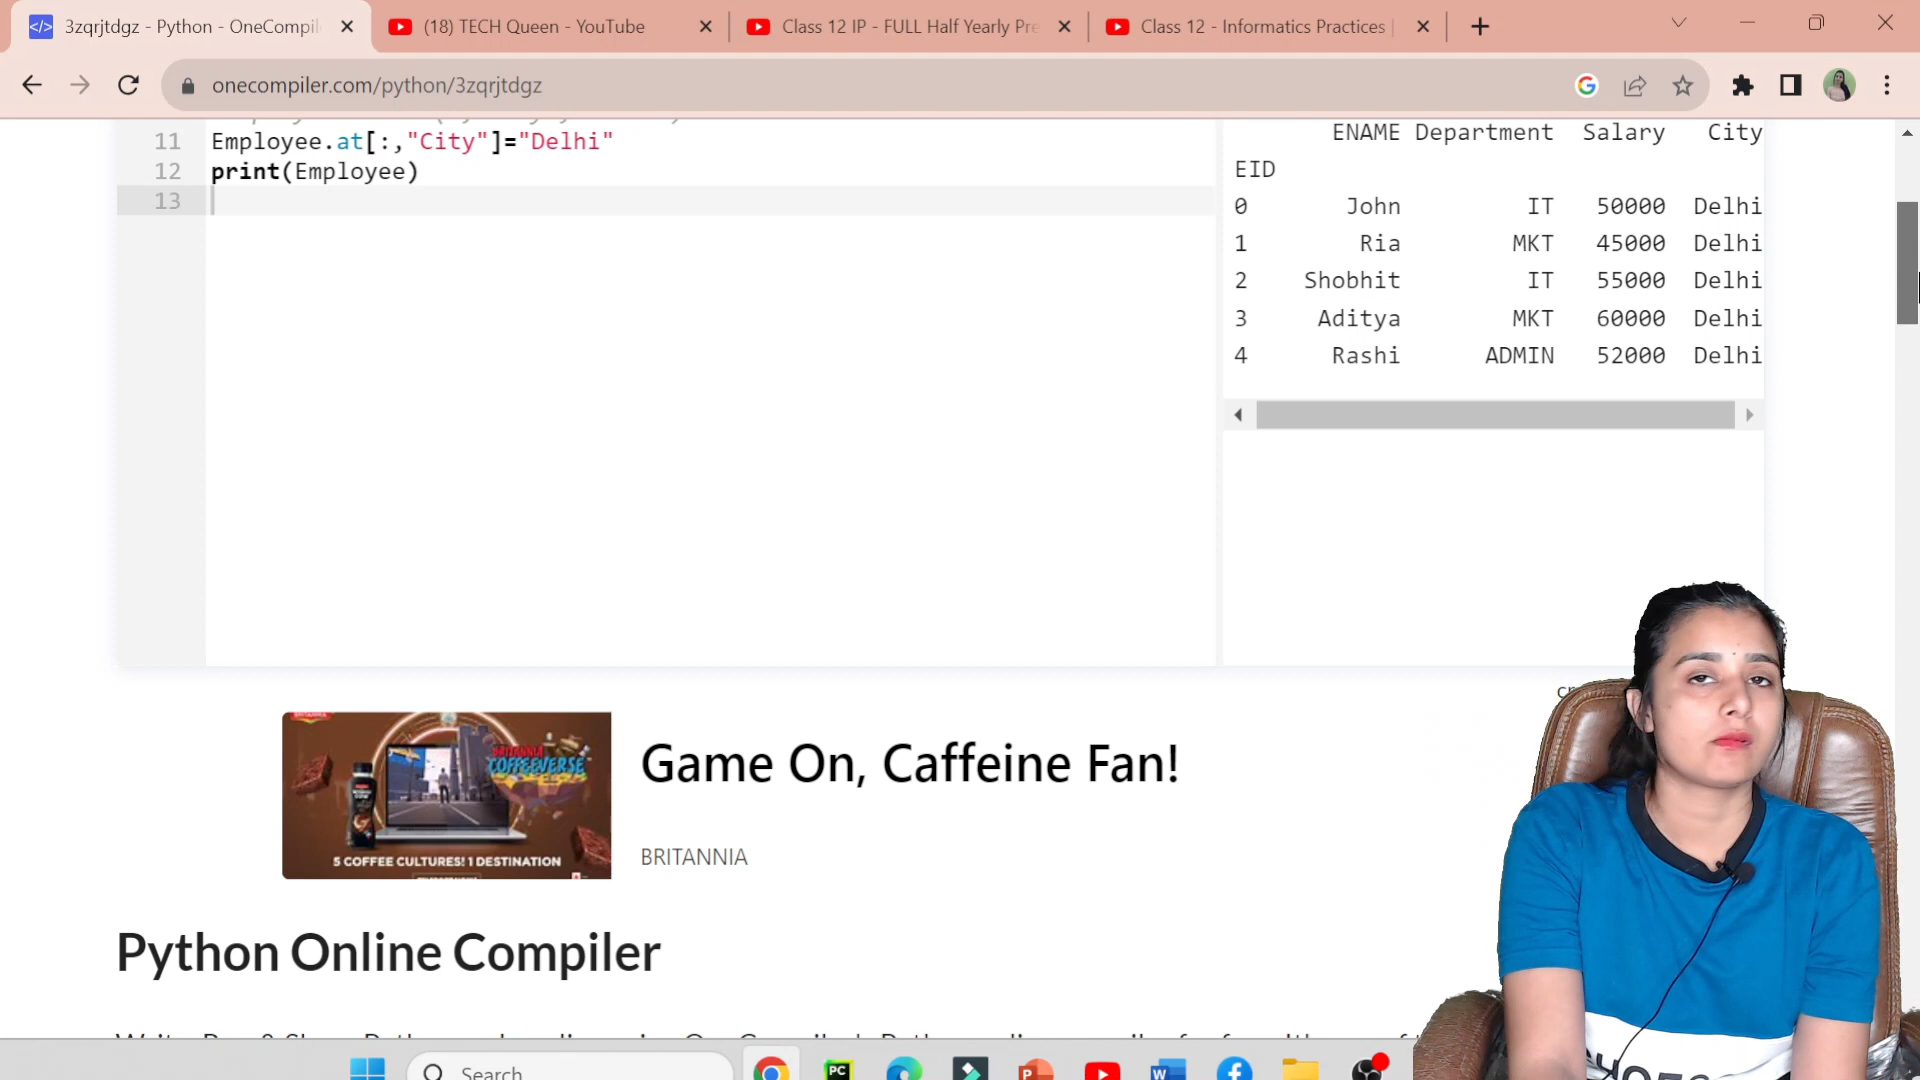 3zqrjtdgz - Python - OneCompil
(18) TECH Queen - YouTube
Class 12 IP - FULL Half Yearly Pre
Class 12 - Informatics Practices |
onecompiler.com/python/3zqrjtdgz
11 Employee.at[:,"City"]="Delhi"
12 print(Employee)
13
ENAME Department Salary City
EID
0 John IT 50000 Delhi
1 Ria MKT 45000 Delhi
2 Shobhit IT 55000 Delhi
3 Aditya MKT 60000 Delhi
4 Rashi ADMIN 52000 Delhi
BRITANNIA
COFFEEVERSE
5 COFFEE CULTURES! 1 DESTINATION
Game On, Caffeine Fan!
BRITANNIA
Python Online Compiler
Search